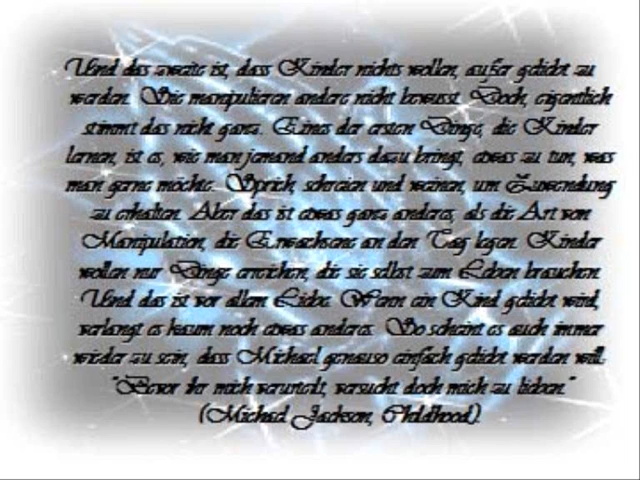 Und das zweite ist, dass Kinder nichts wollen, außer geliebt zu
werden. Sie manipulieren andere nicht bewusst. Doch, eigentlich
stimmt das nicht ganz. Eines der ersten Dinge, die Kinder
lernen, ist es, wie man jemand anders dazu bringt, etwas zu tun, was
man gerne möchte. Sprich, schreien und weinen, um Zuwendung
zu erhalten. Aber das ist etwas ganz anderes, als die Art von
Manipulation, die Erwachsene an den Tag legen. Kinder
wollen nur Dinge erreichen, die sie selbst zum Leben brauchen.
Und das ist vor allem Liebe. Wenn ein Kind geliebt wird,
verlangt es kaum noch etwas anderes. So scheint es auch immer
wieder zu sein, dass Michael genauso einfach geliebt werden will:
"Bevor ihr mich verurteilt, versucht doch mich zu lieben."
(Michael Jackson, Childhood)